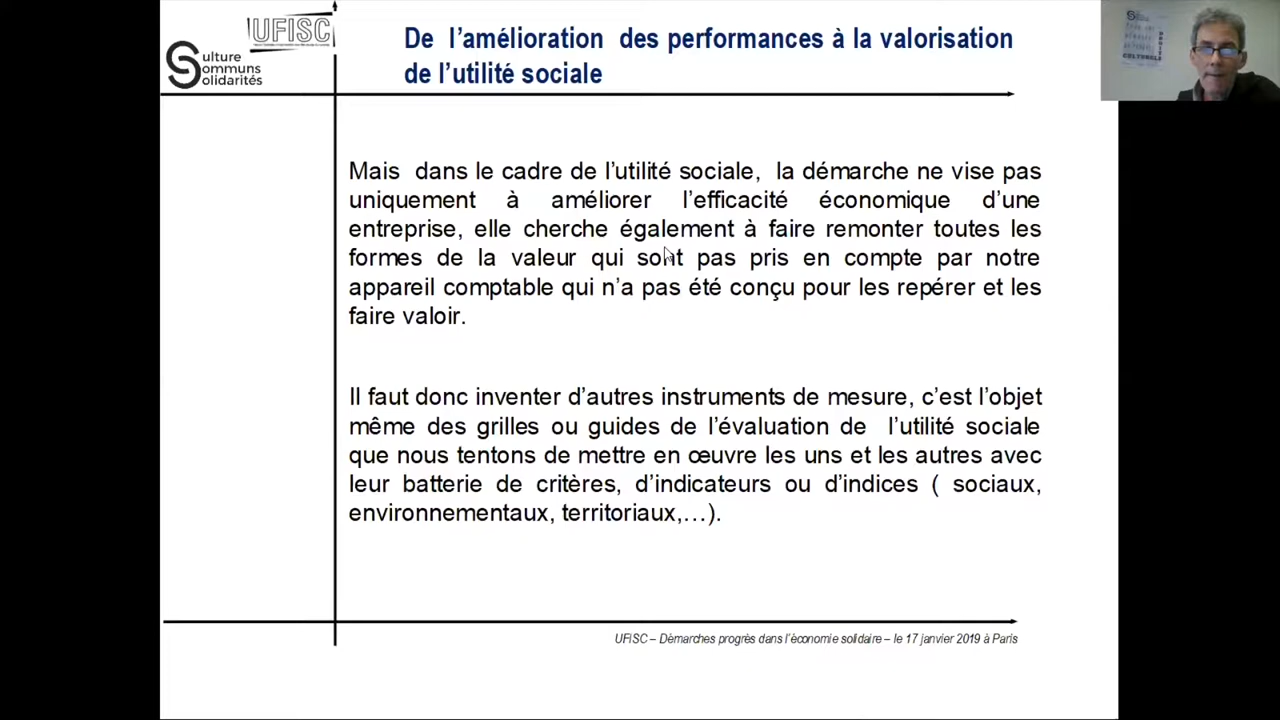 UFISC
Culture
Communs
Solidarités
De l’amélioration des performances à la valorisation
de l’utilité sociale
CULTURELS
Mais dans le cadre de l’utilité sociale, la démarche ne vise pas
uniquement à améliorer l’efficacité économique d’une
entreprise, elle cherche également à faire remonter toutes les
formes de la valeur qui sont pas pris en compte par notre
appareil comptable qui n’a pas été conçu pour les repérer et les
faire valoir.
Il faut donc inventer d’autres instruments de mesure, c’est l’objet
même des grilles ou guides de l’évaluation de l’utilité sociale
que nous tentons de mettre en œuvre les uns et les autres avec
leur batterie de critères, d’indicateurs ou d’indices ( sociaux,
environnementaux, territoriaux,…).
UFISC – Démarches progrès dans l’économie solidaire – le 17 janvier 2019 à Paris